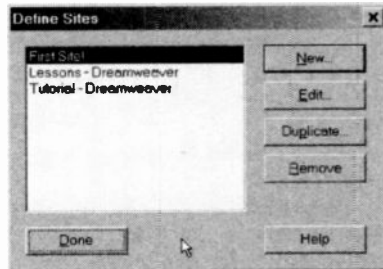 Define Sites
First Site!
Lessons - Dreamweaver
Tutorial - Dreamweaver
New...
Edit...
Duplicate...
Remove
Done
Help